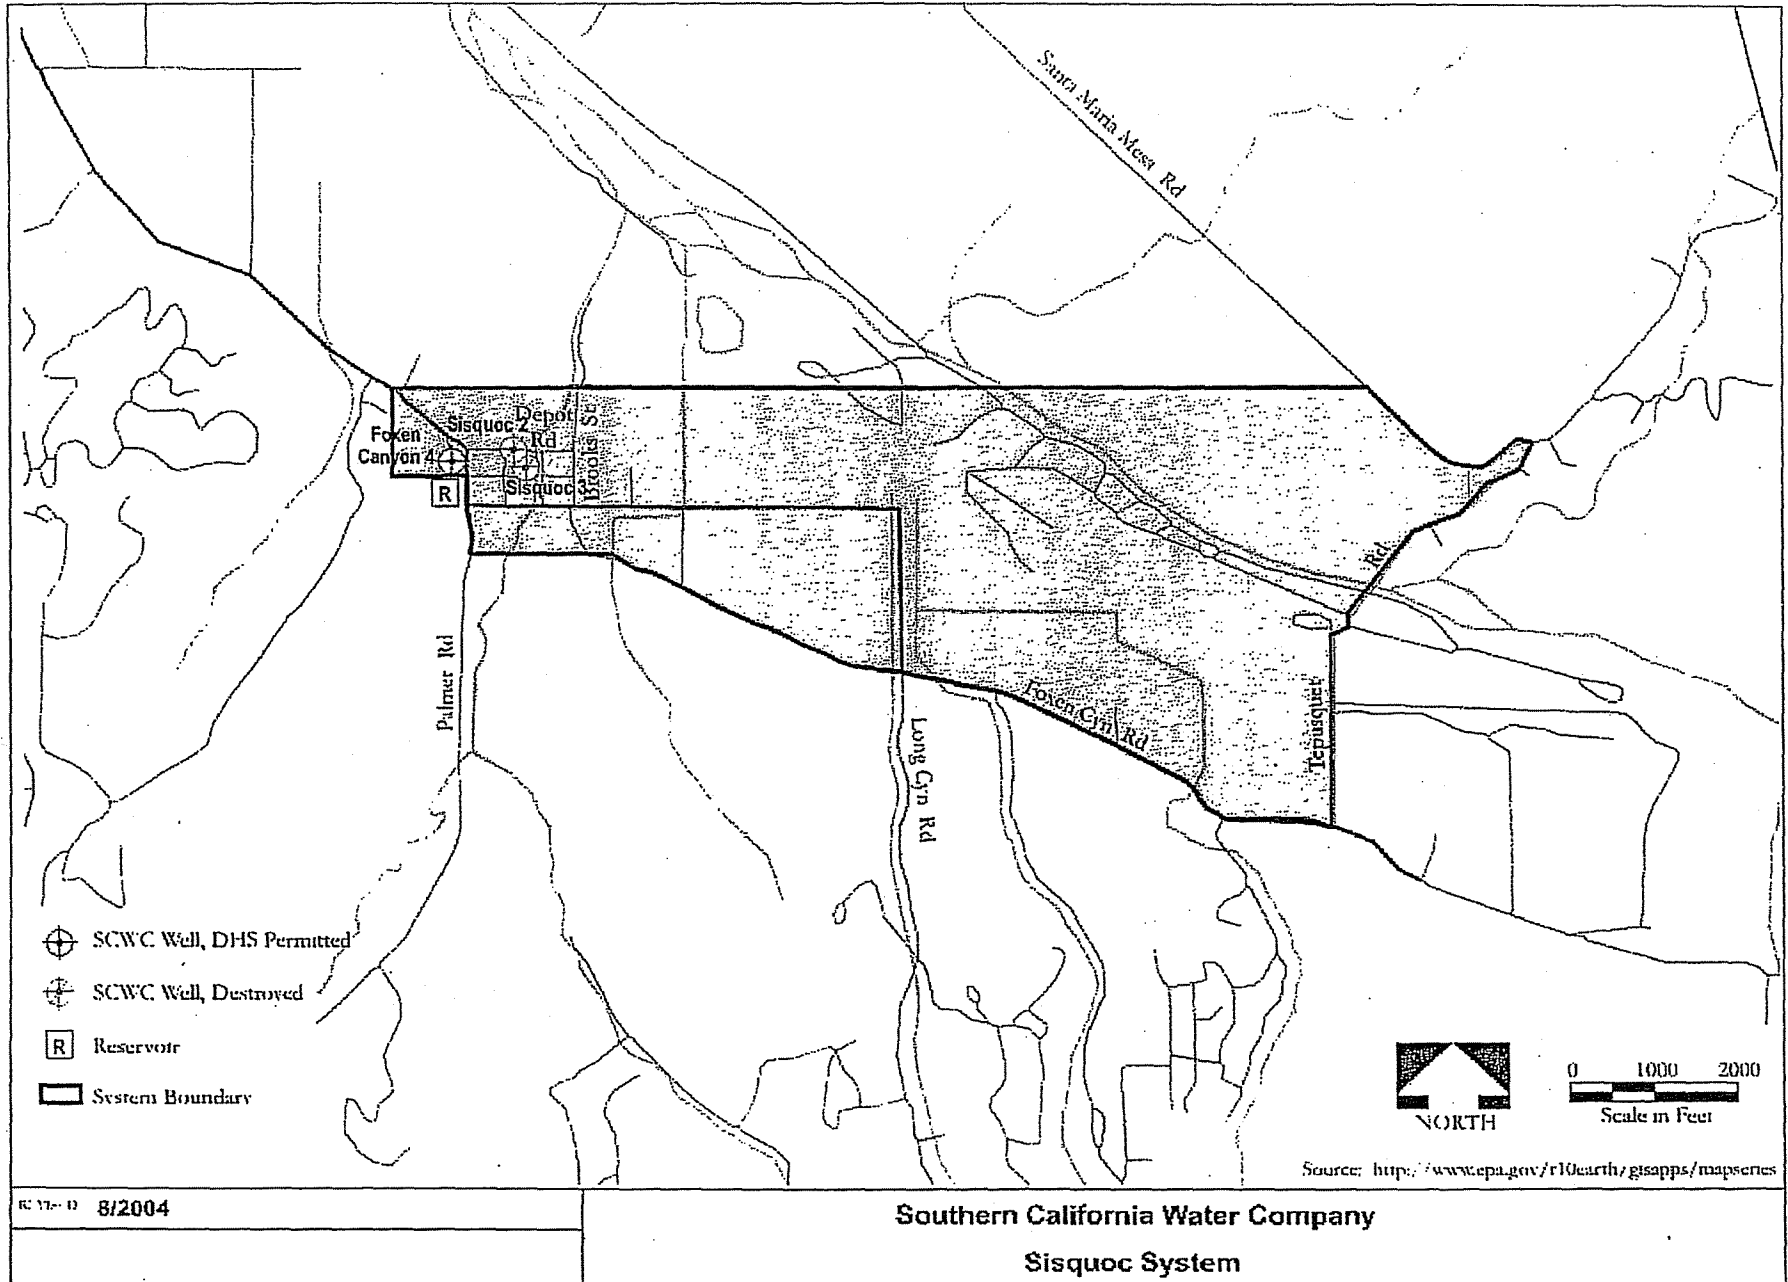 Santa Maria Mesa Rd
Depot
Sisquoc 2
Rd
Brooks St
Foxen
Canyon 4
Sisquoc 3
R
Rd
Palmer Rd
Foxen Cyn Rd
Tepusquet
Long Cyn Rd
SCWC Well, DHS Permitted
SCWC Well, Destroyed
R Reservoir
System Boundary
NORTH
0 1000 2000
Scale in Feet
Source: http://www.epa.gov/r10earth/gisapps/mapseries
8/2004
Southern California Water Company
Sisquoc System